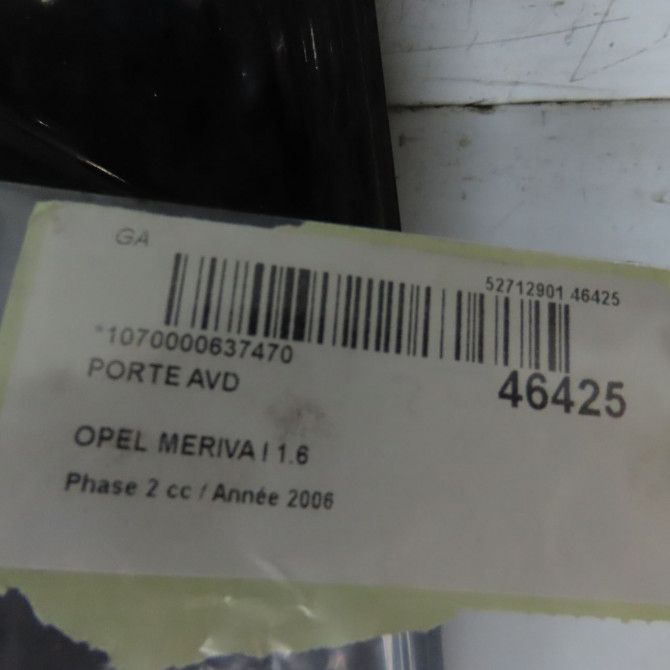 GA
52712901 46425
*1070000637470
46425
PORTE AVD
OPEL MERIVA I 1.6
Phase 2 cc / Année 2006